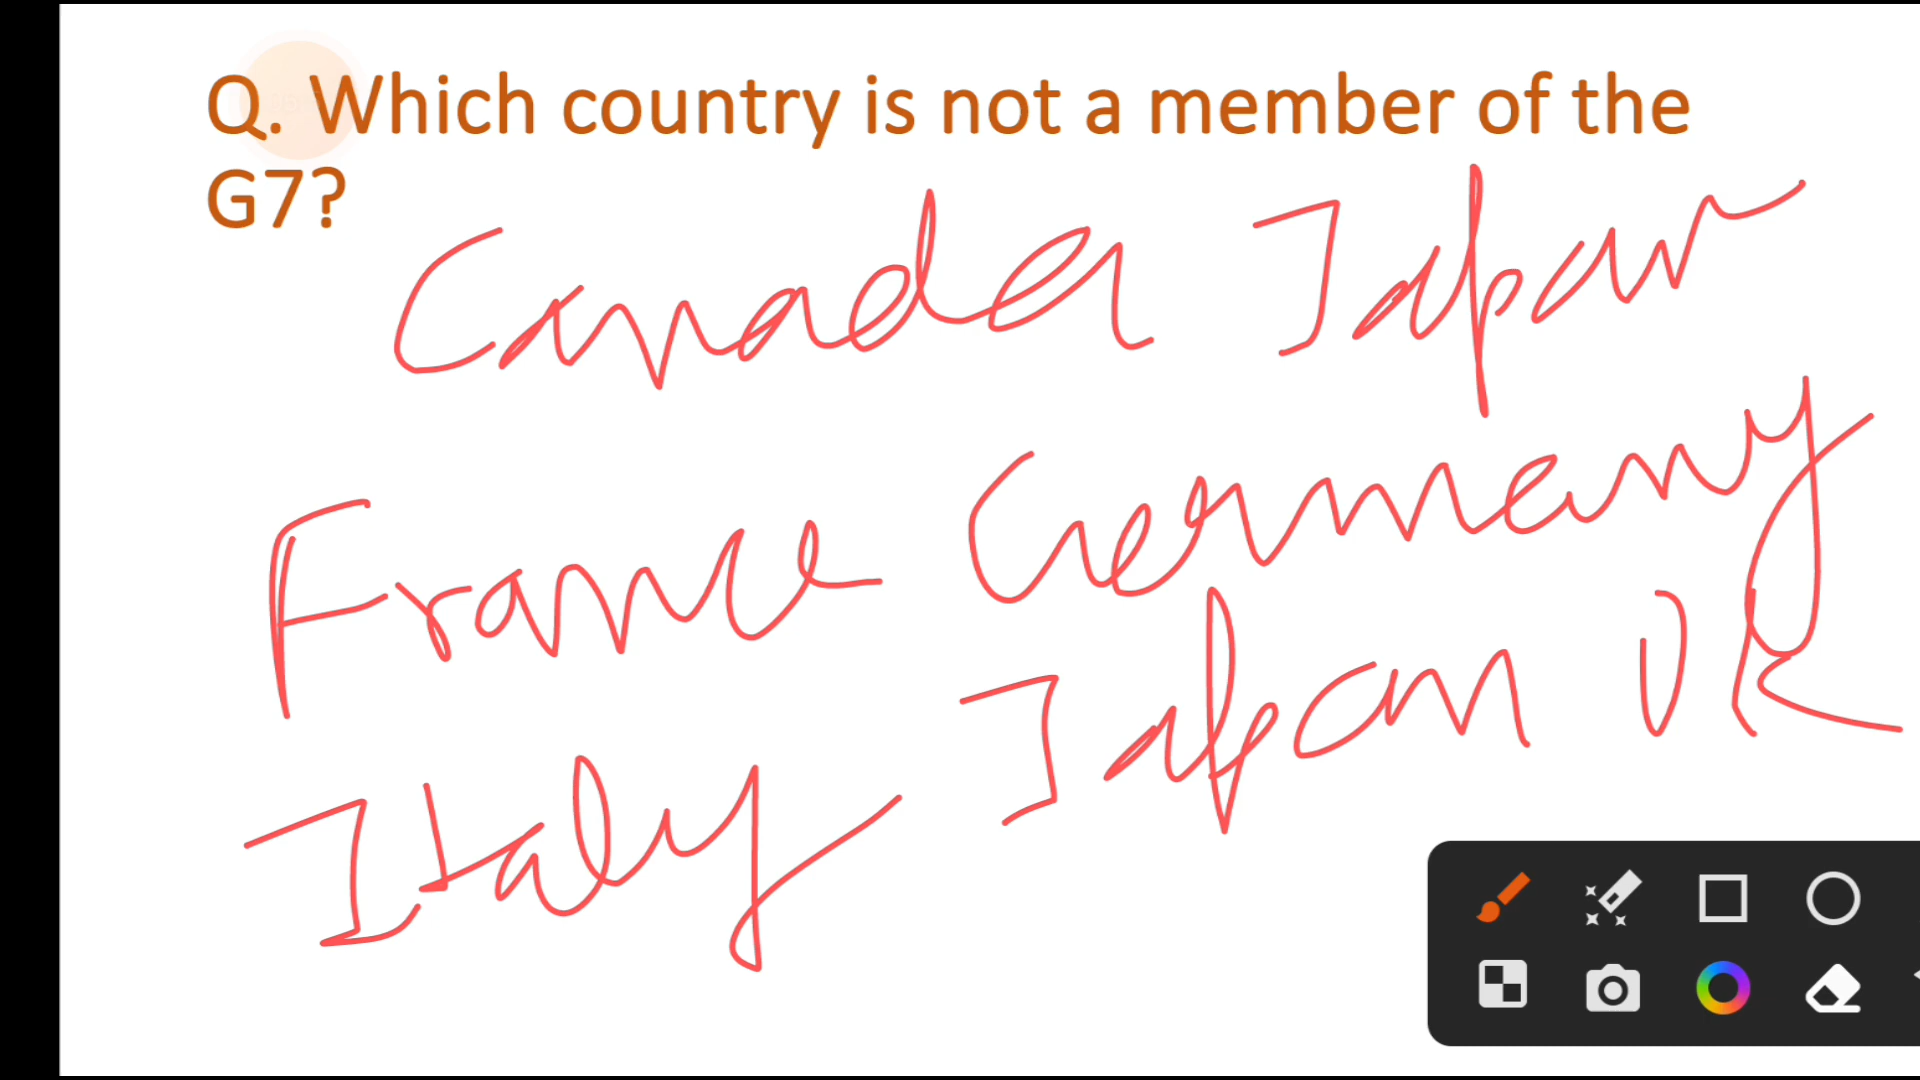 Q. Which country is not a member of the
G7?
Canada Japan
France Germany
Italy Japan UK